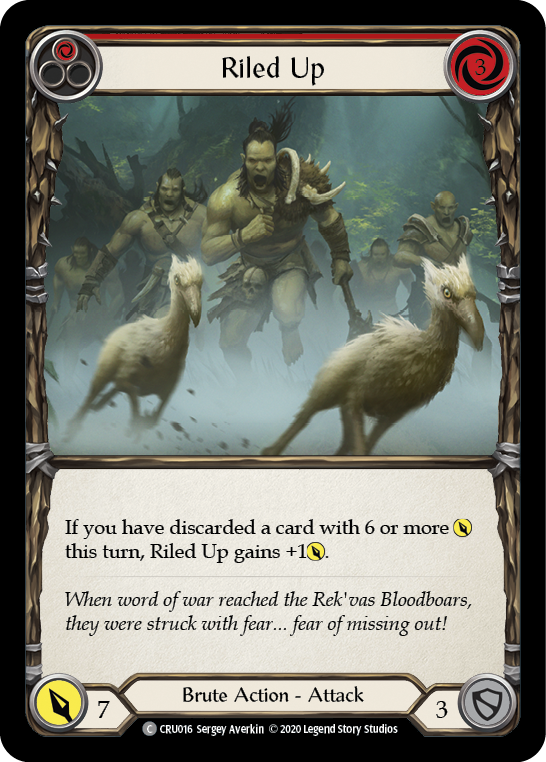 Riled Up
3
If you have discarded a card with 6 or more
this turn, Riled Up gains +1.
When word of war reached the Rek'vas Bloodboars,
they were struck with fear... fear of missing out!
7
Brute Action - Attack
3
C CRU016 Sergey Averkin © 2020 Legend Story Studios